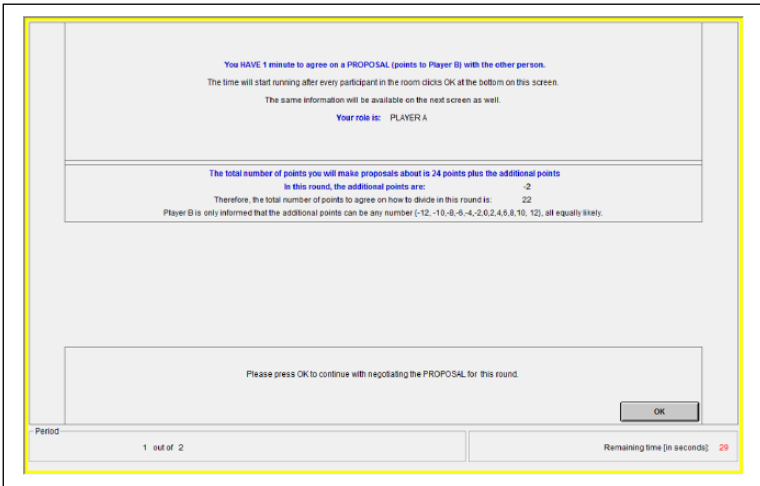 You HAVE 1 minute to agree on a PROPOSAL (points to Player B) with the other person.
The time will start running after every participant in the room clicks OK at the bottom on this screen.
The same information will be available on the next screen as well.
Your role is: PLAYER A
The total number of points you will make proposals about is 24 points plus the additional points
In this round, the additional points are: -2
Therefore, the total number of points to agree on how to divide in this round is: 22
Player B is only informed that the additional points can be any number {-12, -10,-8,-6,-4,-2,0,2,4,6,8,10, 12}, all equally likely.
Please press OK to continue with negotiating the PROPOSAL for this round.
OK
Period
1 out of 2
Remaining time [in seconds]: 29